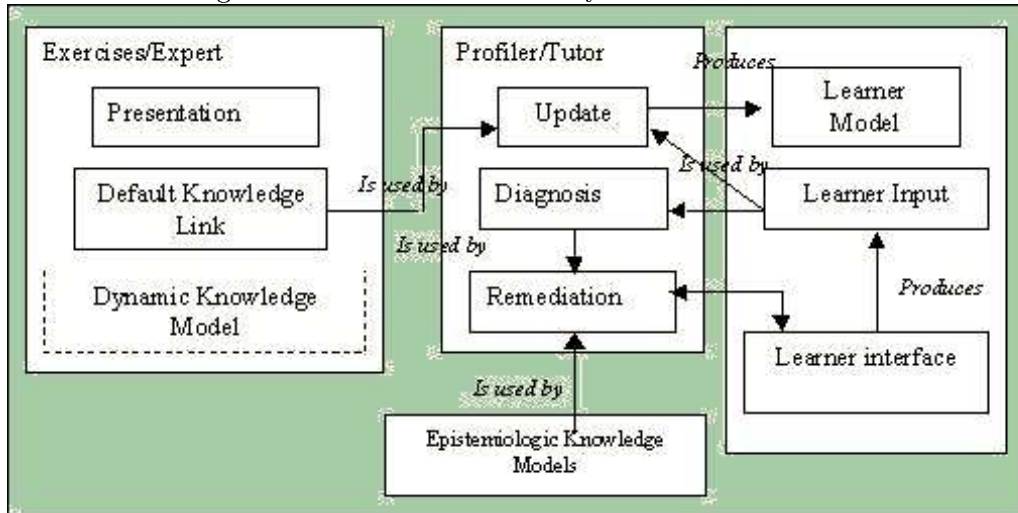 Exercises/Expert
Presentation
Default Knowledge
Link
Dynamic Knowledge
Model
Is used by
Profiler/Tutor
Update
Diagnosis
Is used by
Remediation
Is used by
Epistemiologic Knowledge
Models
Produces
Learner
Model
Is used by
Learner Input
Produces
Learner interface